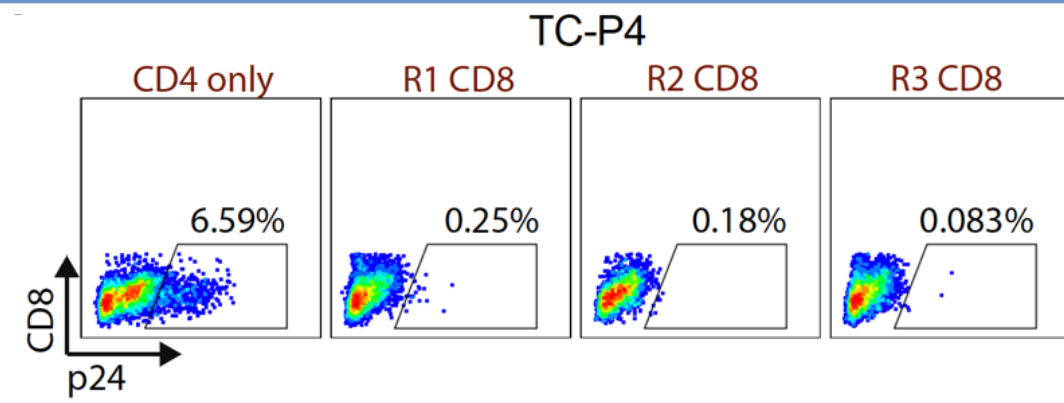 TC-P4
CD4 only R1 CD8 R2 CD8 R3 CD8
6.59% 0.25% 0.18% 0.083%
CD8
p24